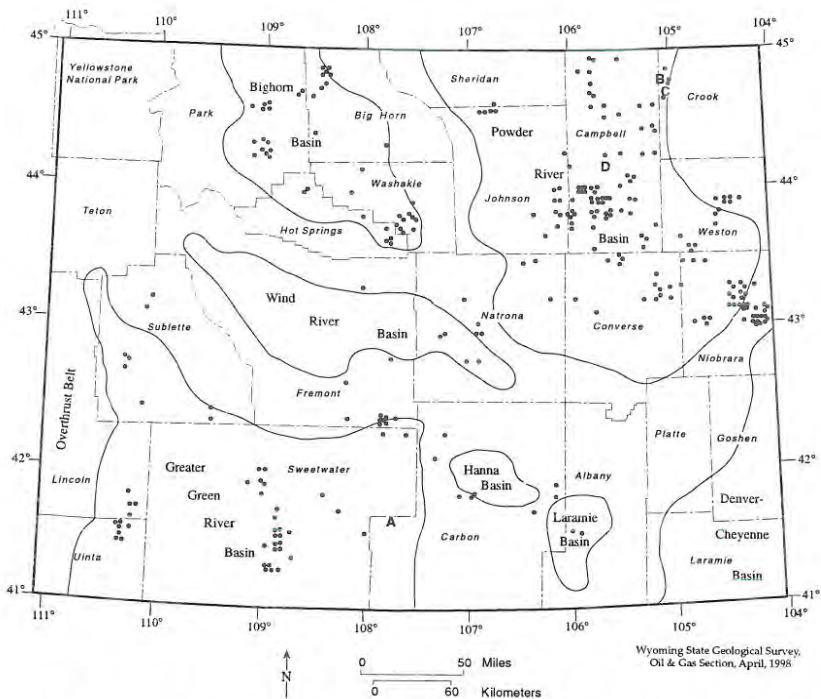 111° 110° 109° 108° 107° 106° 105° 104°
45° 45°
Yellowstone
National Park
Bighorn
Sheridan
B
C
Crook
Park
Big Horn
Powder
Campbell
Basin
D
44° 44°
Washakie
River
Teton
Johnson
Hot Springs
Weston
Basin
Wind
43° 43°
Sublette
River
Natrona
Basin
Converse
Niobrara
Overthrust Belt
Fremont
Platte
Goshen
42° 42°
Greater
Sweetwater
Hanna
Basin
Albany
Lincoln
Green
Denver-
River
A
Laramie
Basin
Cheyenne
Uinta
Basin
Carbon
Laramie
Basin
41° 41°
111° 110° 109° 108° 107° 106° 105° 104°
N
0 50 Miles
0 60 Kilometers
Wyoming State Geological Survey,
Oil & Gas Section, April, 1998